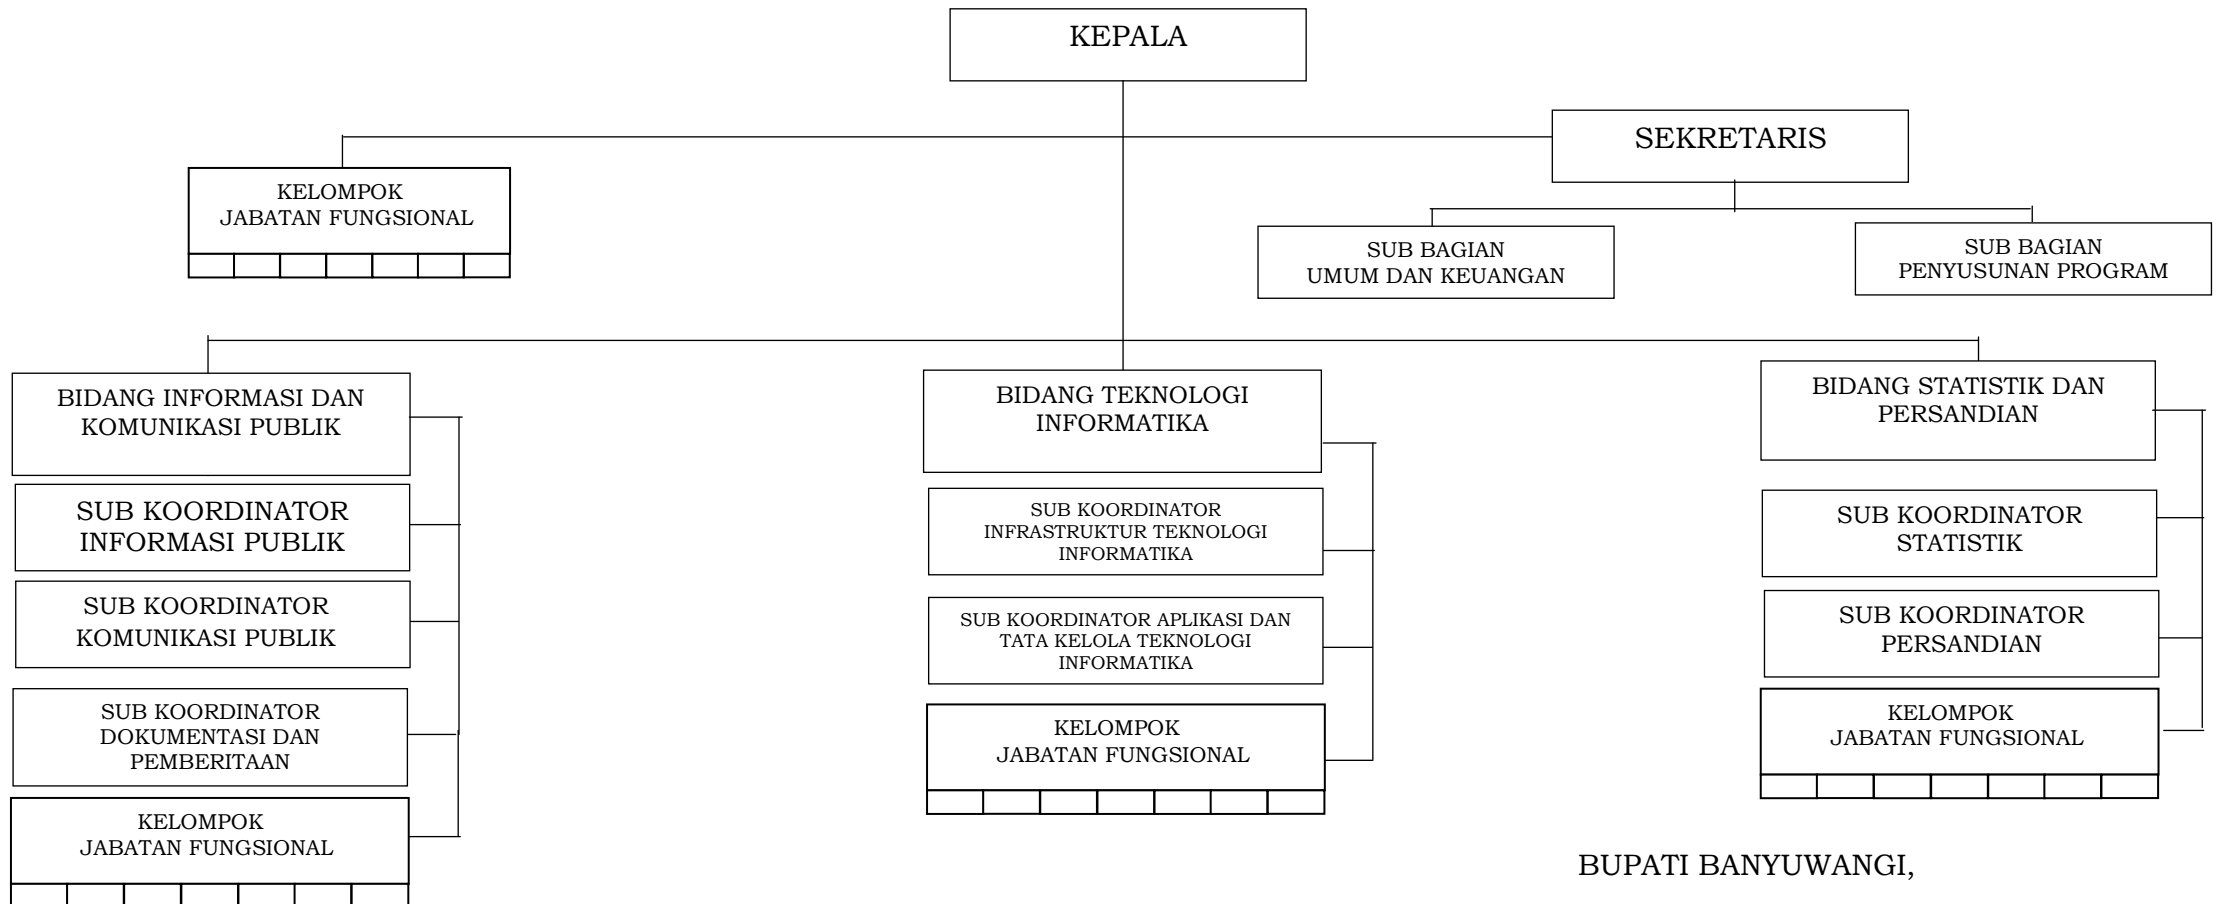 KEPALA
SEKRETARIS
KELOMPOK
JABATAN FUNGSIONAL
SUB BAGIAN
UMUM DAN KEUANGAN
SUB BAGIAN
PENYUSUNAN PROGRAM
BIDANG INFORMASI DAN
KOMUNIKASI PUBLIK
SUB KOORDINATOR
INFORMASI PUBLIK
SUB KOORDINATOR
KOMUNIKASI PUBLIK
SUB KOORDINATOR
DOKUMENTASI DAN
PEMBERITAAN
KELOMPOK
JABATAN FUNGSIONAL
BIDANG TEKNOLOGI
INFORMATIKA
SUB KOORDINATOR
INFRASTRUKTUR TEKNOLOGI
INFORMATIKA
SUB KOORDINATOR APLIKASI DAN
TATA KELOLA TEKNOLOGI
INFORMATIKA
KELOMPOK
JABATAN FUNGSIONAL
BIDANG STATISTIK DAN
PERSANDIAN
SUB KOORDINATOR
STATISTIK
SUB KOORDINATOR
PERSANDIAN
KELOMPOK
JABATAN FUNGSIONAL
BUPATI BANYUWANGI,